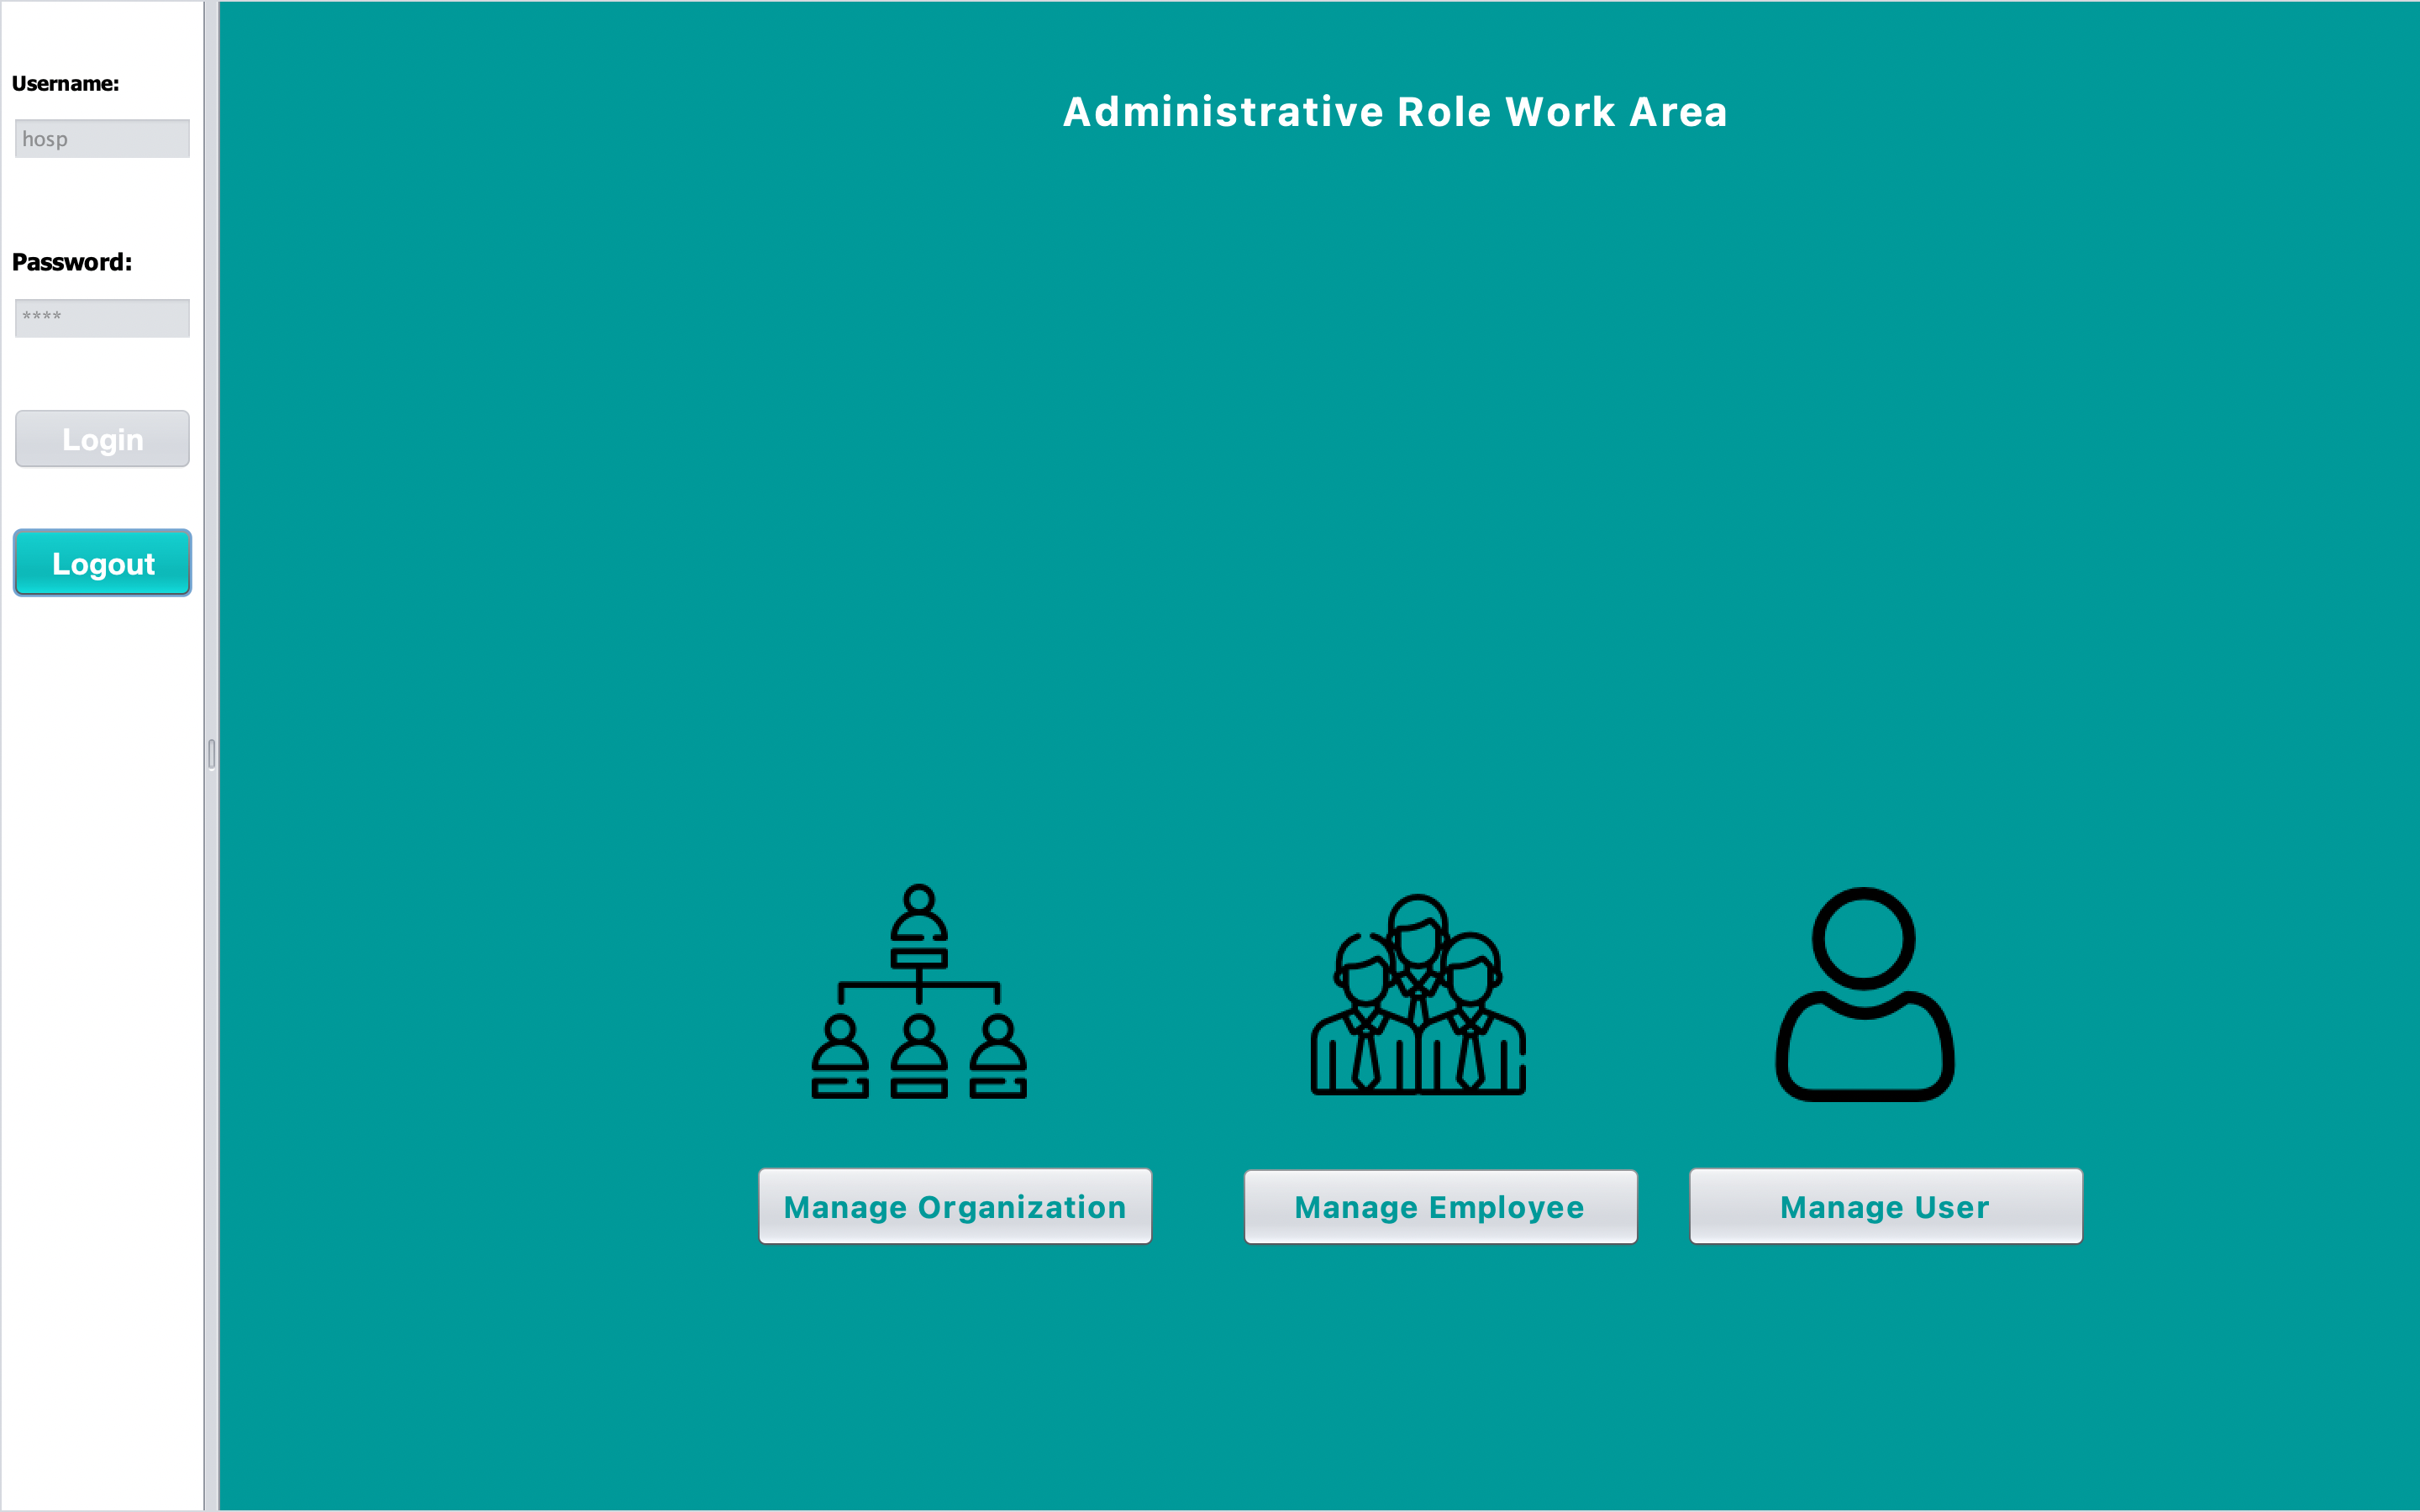 Username:
hosp
Password:
****
Login
Logout
Administrative Role Work Area
Manage Organization
Manage Employee
Manage User